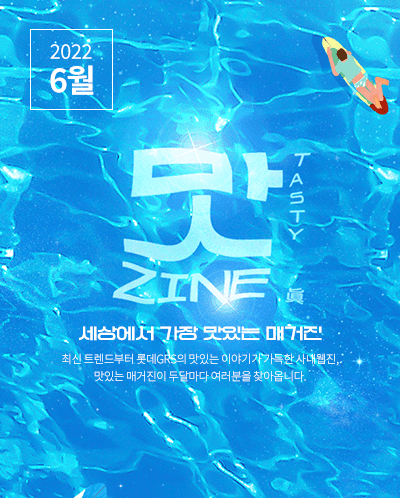 2022
6월
맛
TASTY
ZINE
眞
세상에서 가장 맛있는 매거진
최신 트렌드부터 롯데GRS의 맛있는 이야기가 가득한 사내웹진,
맛있는 매거진이 두달마다 여러분을 찾아옵니다.